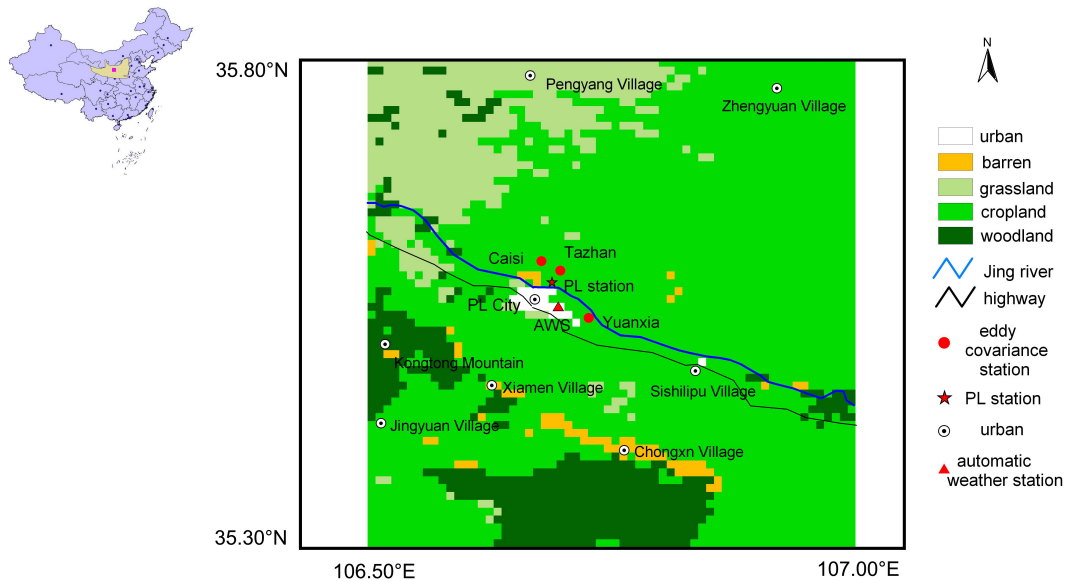 N
35.80°N
Pengyang Village
Zhengyuan Village
urban
barren
grassland
cropland
woodland
Jing river
highway
eddy
covariance
station
PL station
urban
automatic
weather station
Caisi
Tazhan
PL station
PL City
AWS
Yuanxia
Kongtong Mountain
Xiamen Village
Sishilipu Village
Jingyuan Village
Chongxn Village
35.30°N
106.50°E
107.00°E